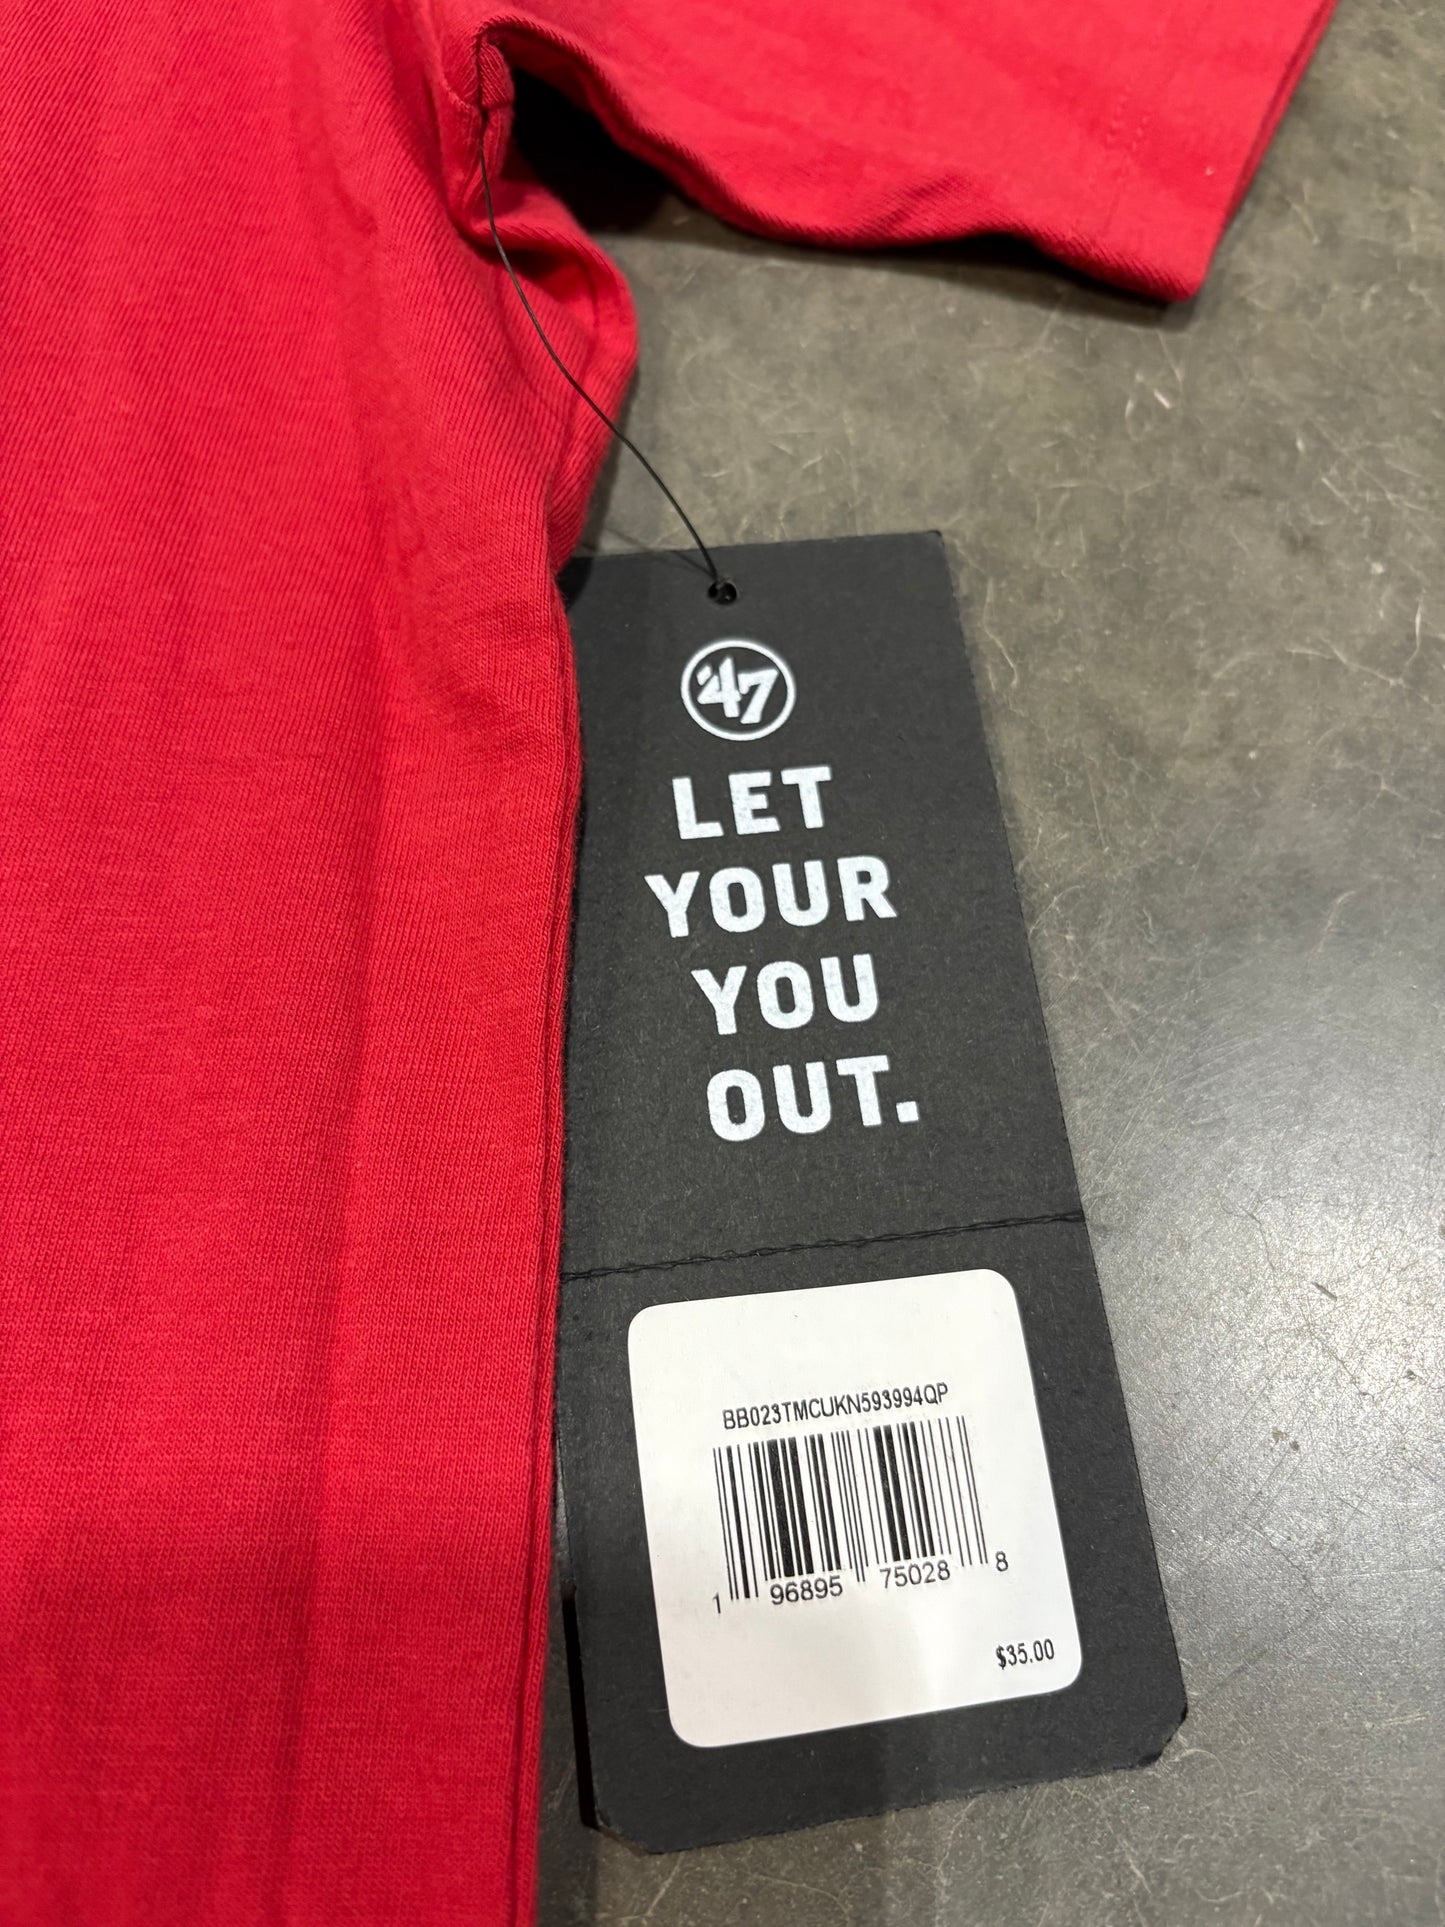 '47
LET
YOUR
YOU
OUT.
BB023TMCUKN593994QP
1 96895 75028 8
$35.00